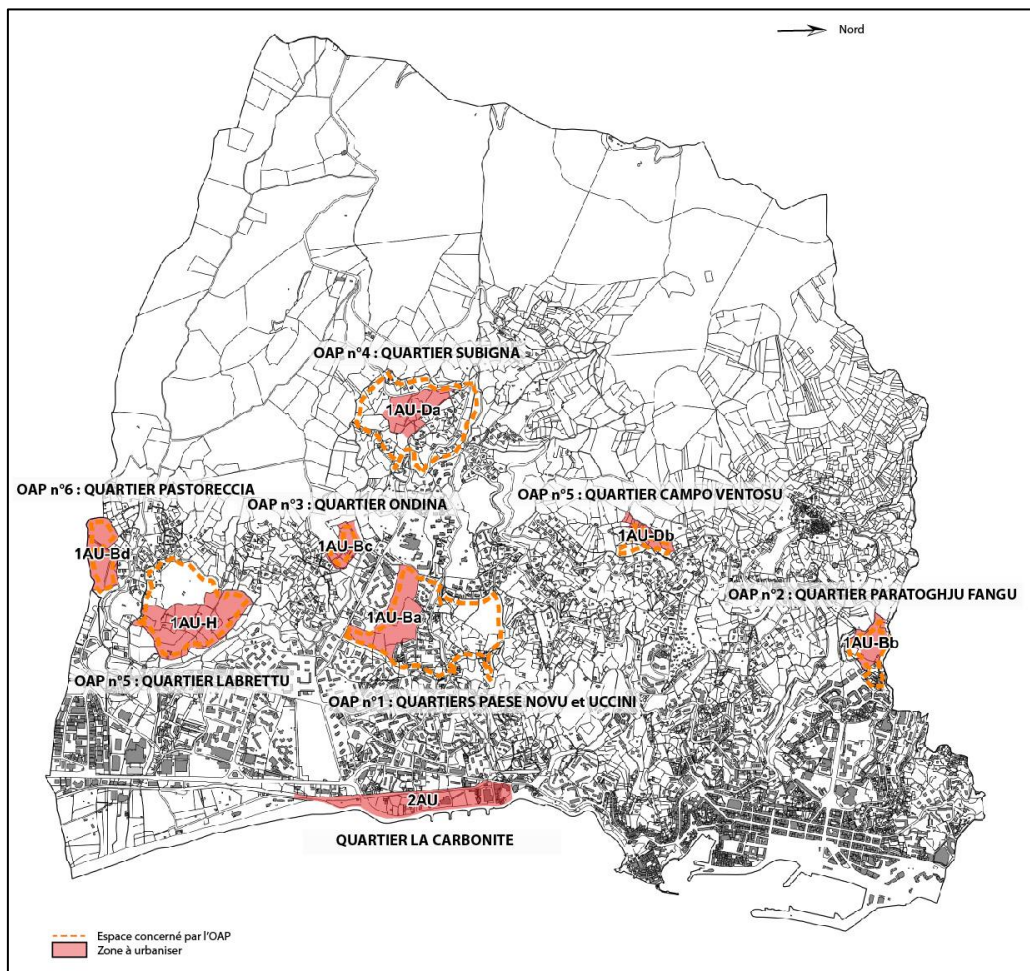 Nord
OAP n°4 : QUARTIER SUBIGNA
1AU-Da
OAP n°6 : QUARTIER PASTORECCIA
OAP n°3 : QUARTIER ONDINA
OAP n°5 : QUARTIER CAMPO VENTOSU
1AU-Bd
1AU-Bc
1AU-Db
OAP n°2 : QUARTIER PARATOGHJU FANGU
1AU-H
1AU-Ba
1AU-Bb
OAP n°5 : QUARTIER LABRETTU
OAP n°1 : QUARTIERS PAESE NOVU et UCCINI
2AU
QUARTIER LA CARBONITE
Espace concerné par l'OAP
Zone à urbaniser